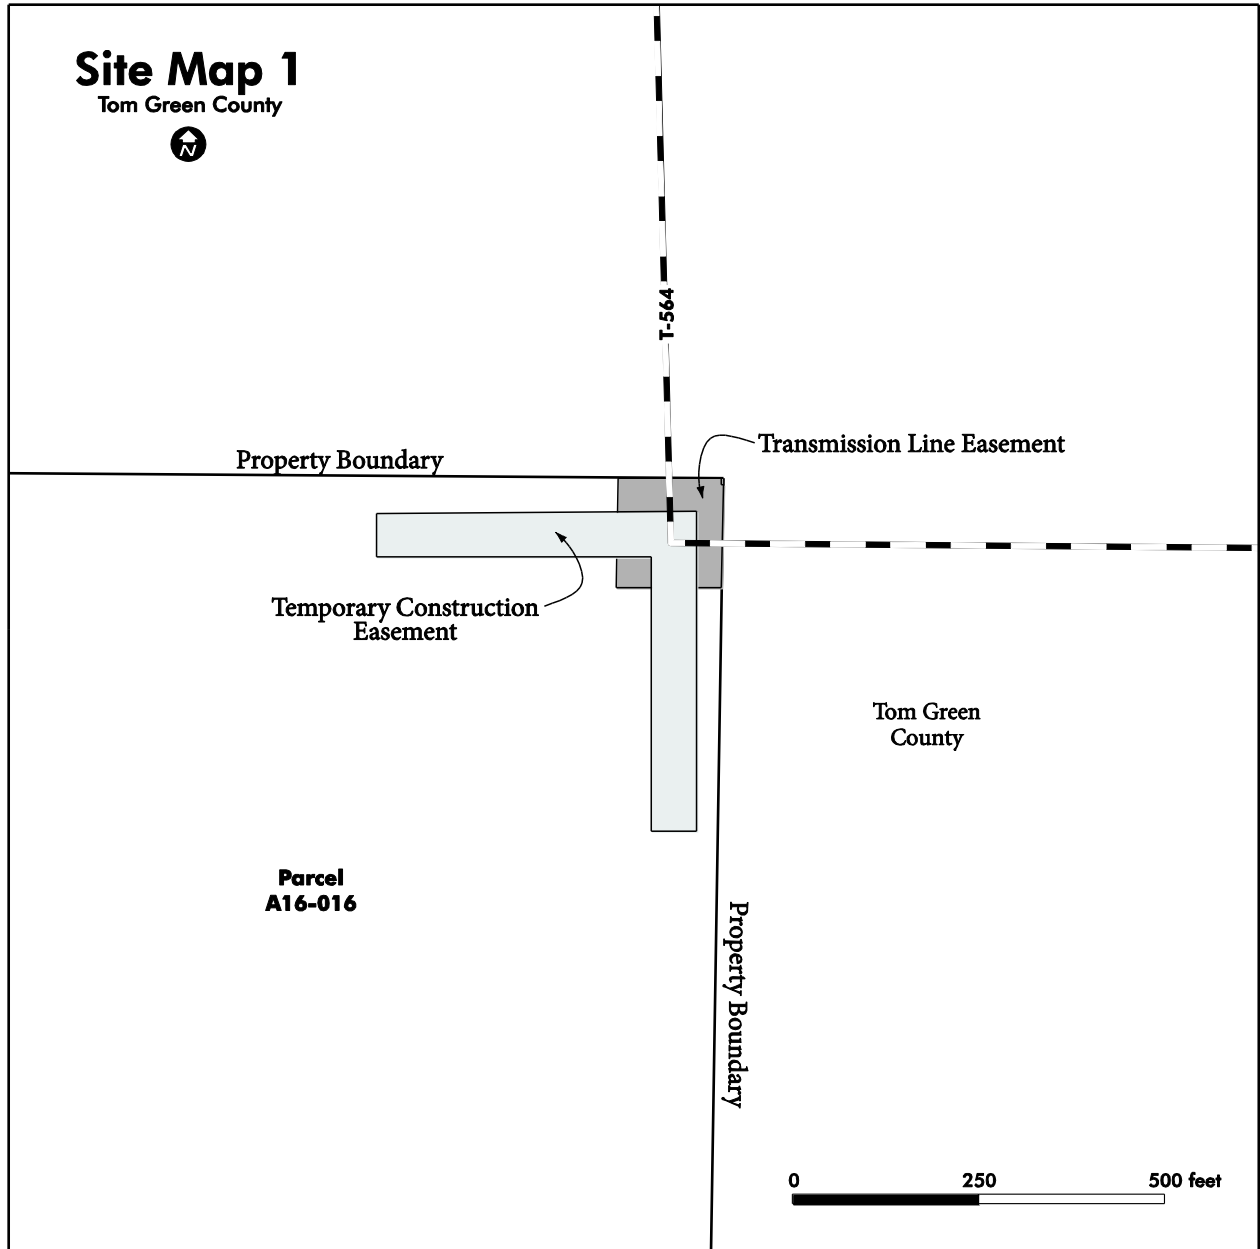 Site Map 1
Tom Green County
N
T-564
Transmission Line Easement
Property Boundary
Temporary Construction
Easement
Tom Green
County
Parcel
A16-016
Property Boundary
0 250 500 feet